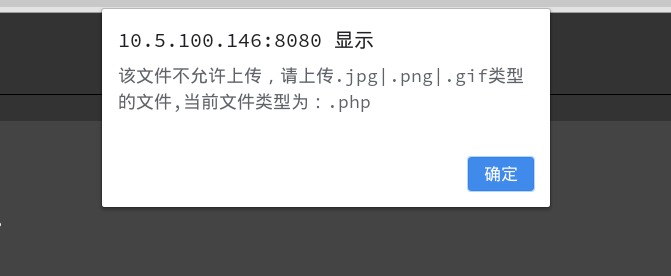 10.5.100.146:8080 显示
该文件不允许上传，请上传.jpg|.png|.gif类型
的文件,当前文件类型为：.php
确定